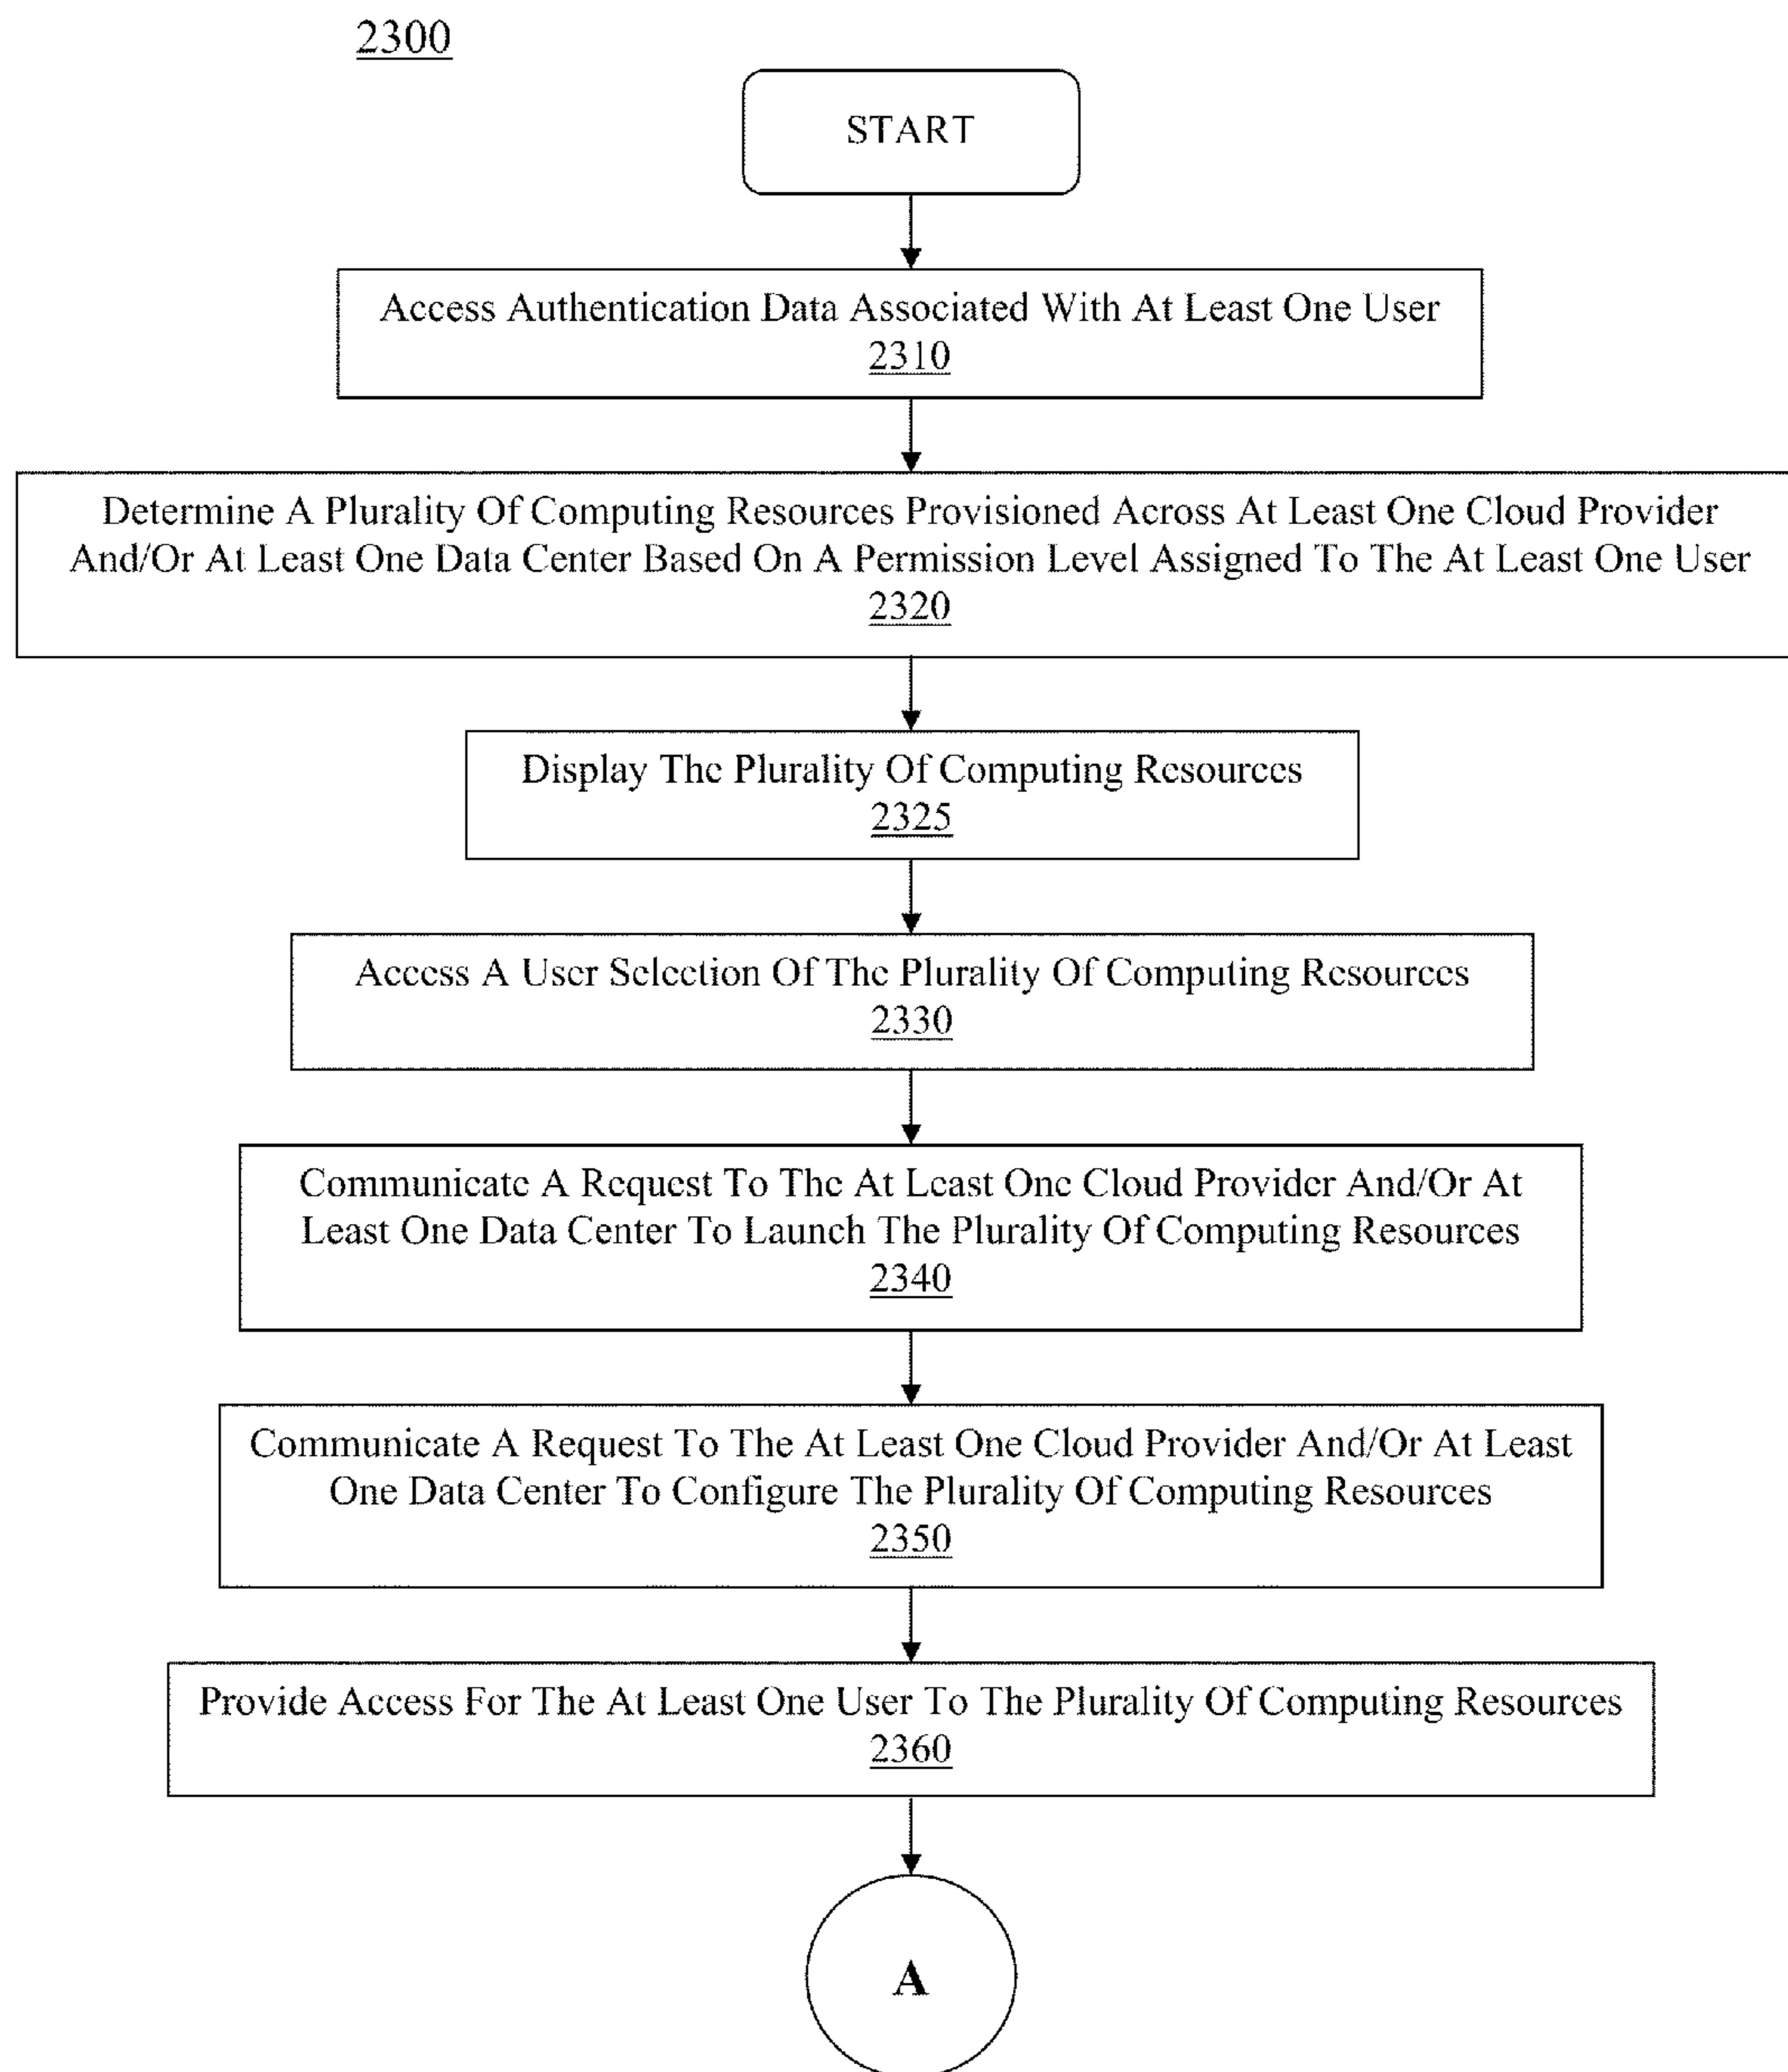 2300
START
Access Authentication Data Associated With At Least One User
2310
Determine A Plurality Of Computing Resources Provisioned Across At Least One Cloud Provider
And/Or At Least One Data Center Based On A Permission Level Assigned To The At Least One User
2320
Display The Plurality Of Computing Resources
2325
Access A User Selection Of The Plurality Of Computing Resources
2330
Communicate A Request To The At Least One Cloud Provider And/Or At
Least One Data Center To Launch The Plurality Of Computing Resources
2340
Communicate A Request To The At Least One Cloud Provider And/Or At Least
One Data Center To Configure The Plurality Of Computing Resources
2350
Provide Access For The At Least One User To The Plurality Of Computing Resources
2360
A